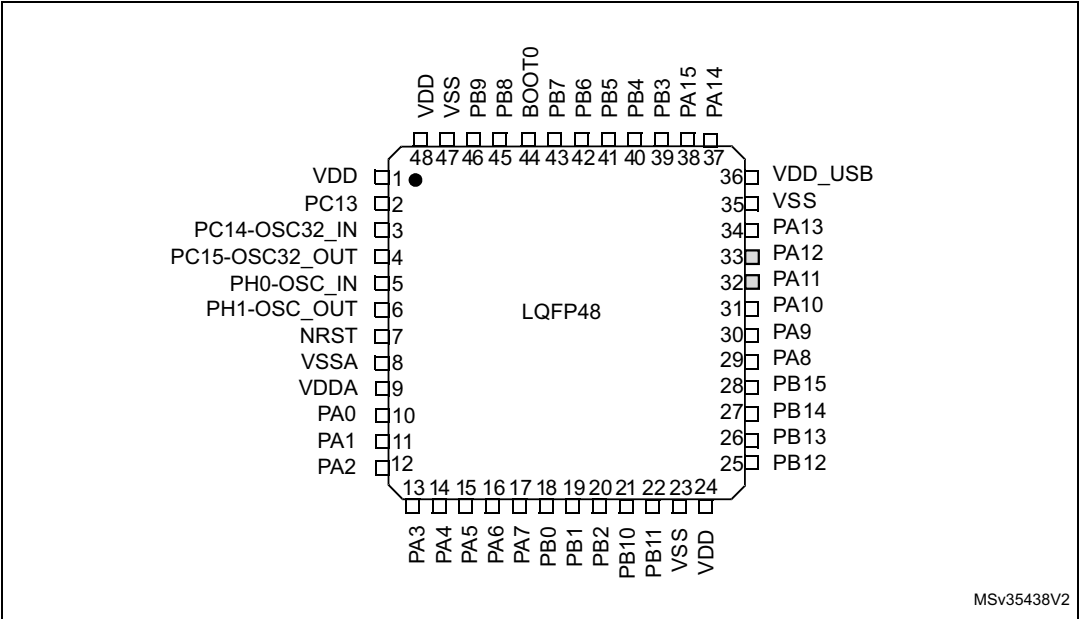 VDD VSS PB9 PB8 BOOT0 PB7 PB6 PB5 PB4 PB3 PA15 PA14
48 47 46 45 44 43 42 41 40 39 38 37
VDD 1 36 VDD_USB
PC13 2 35 VSS
PC14-OSC32_IN 3 34 PA13
PC15-OSC32_OUT 4 33 PA12
PH0-OSC_IN 5 32 PA11
PH1-OSC_OUT 6 LQFP48 31 PA10
NRST 7 30 PA9
VSSA 8 29 PA8
VDDA 9 28 PB15
PA0 10 27 PB14
PA1 11 26 PB13
PA2 12 25 PB12
13 14 15 16 17 18 19 20 21 22 23 24
PA3 PA4 PA5 PA6 PA7 PB0 PB1 PB2 PB10 PB11 VSS VDD
MSv35438V2